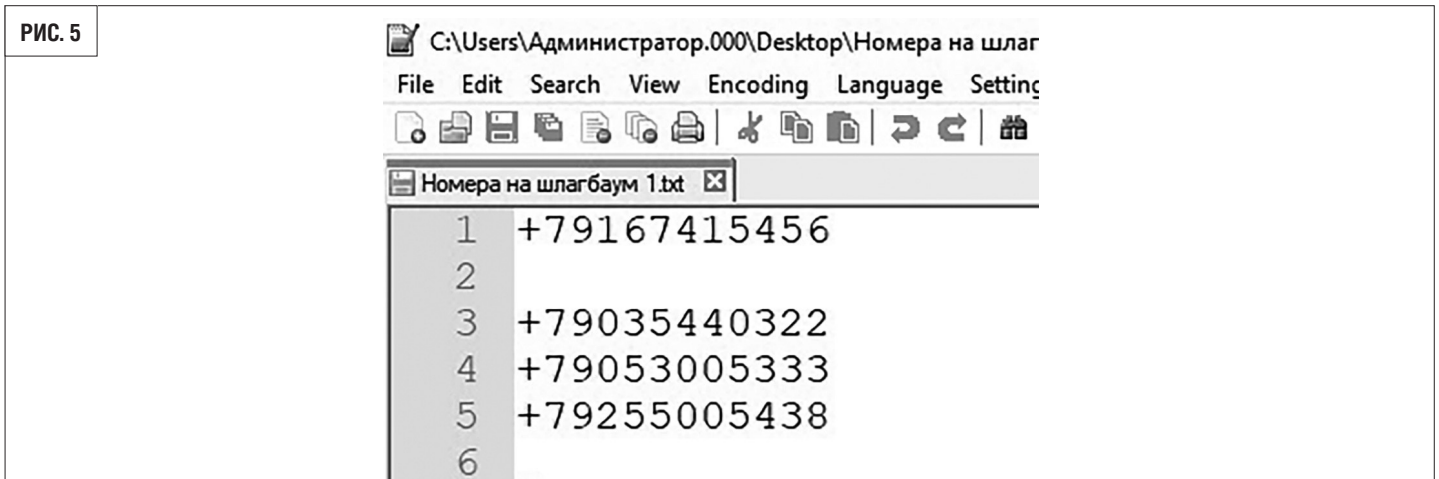 РИС. 5
C:\Users\Администратор.000\Desktop\Номера на шлаг
File Edit Search View Encoding Language Setting
Номера на шлагбаум 1.txt
1 +79167415456
2
3 +79035440322
4 +79053005333
5 +79255005438
6